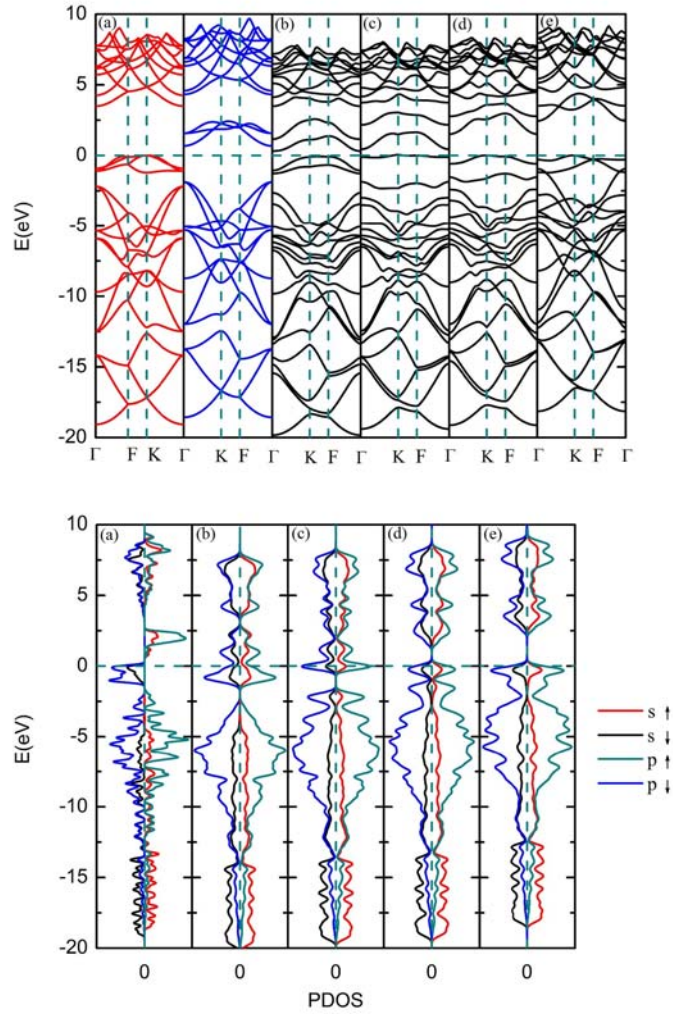 (a) (b) (c) (d) (e)
10
5
0
-5
-10
-15
-20
E(eV)
Γ F K Γ K F Γ K F Γ K F Γ K F Γ K F Γ
(a) (b) (c) (d) (e)
10
5
0
-5
-10
-15
-20
E(eV)
s ↑
s ↓
p ↑
p ↓
0 0 0 0 0
PDOS